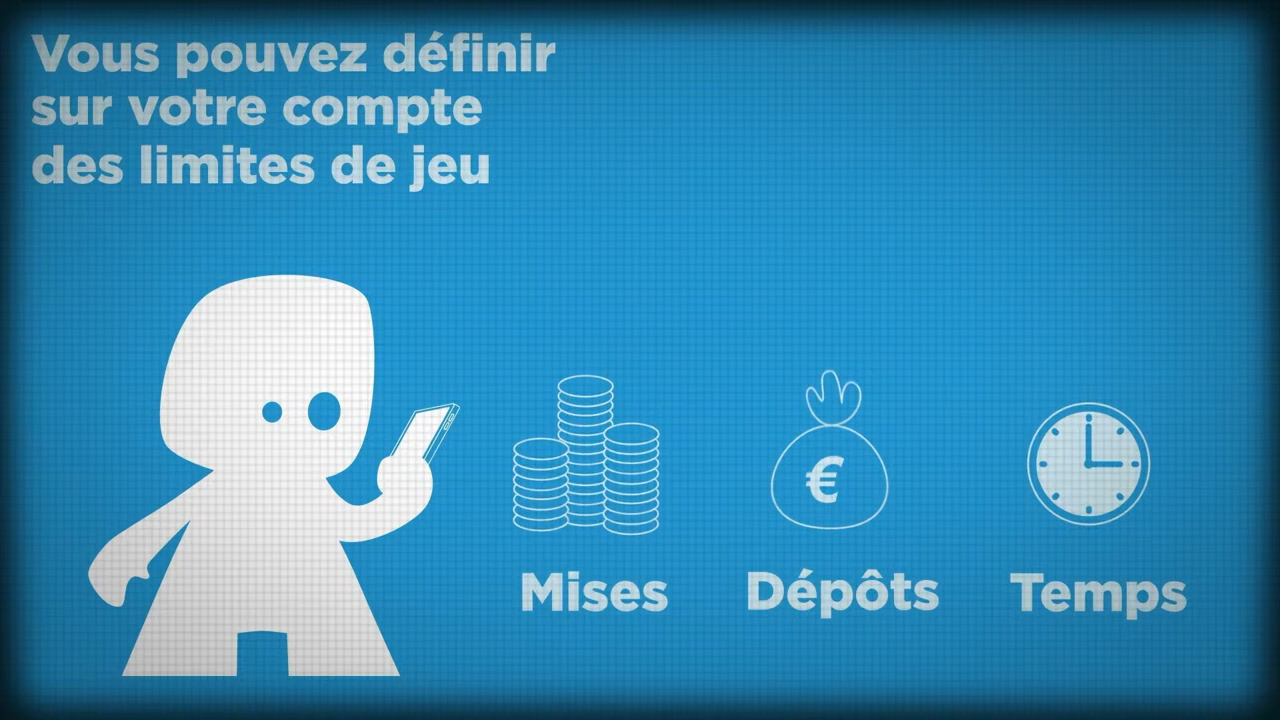 Vous pouvez définir
sur votre compte
des limites de jeu
€
Mises
Dépôts
Temps